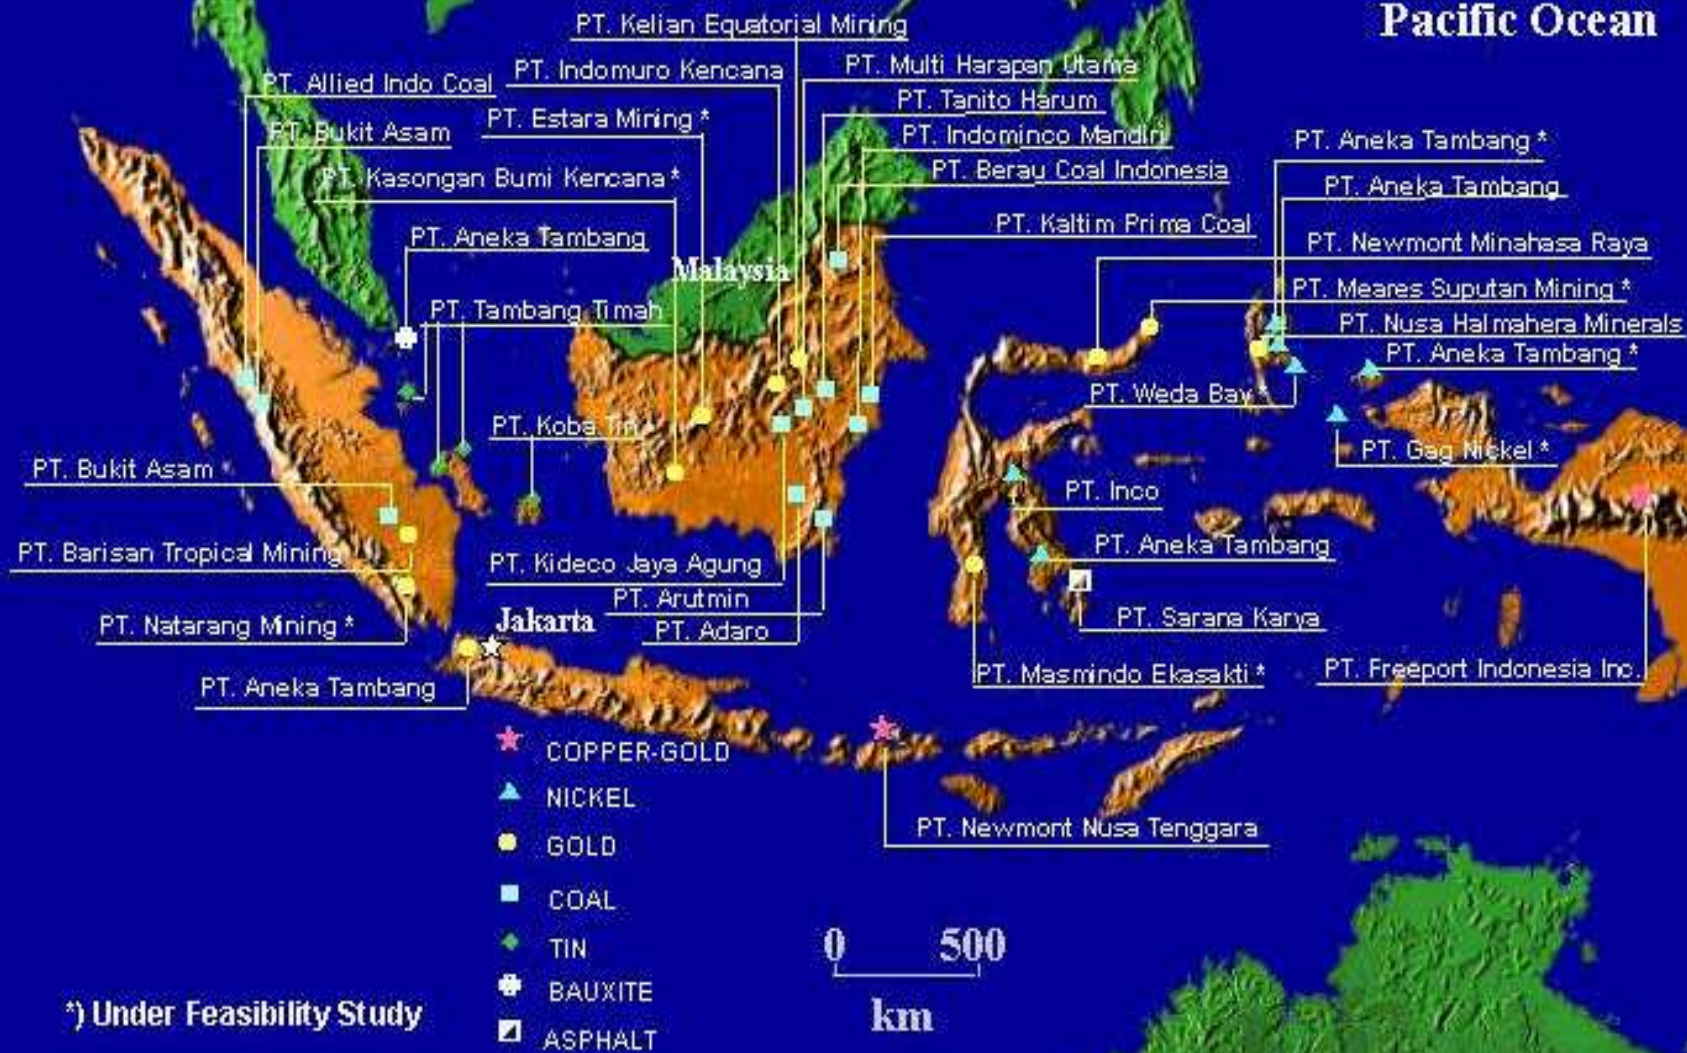 Pacific Ocean
PT. Kelian Equatorial Mining
PT. Indomuro Kencana
PT. Multi Harapan Utama
PT. Allied Indo Coal
PT. Tanito Harum
PT. Estara Mining *
PT. Bukit Asam
PT. Indominco Mandiri
PT. Aneka Tambang *
PT. Kasongan Bumi Kencana *
PT. Berau Coal Indonesia
PT. Aneka Tambang
PT. Aneka Tambang
PT. Kaltim Prima Coal
PT. Newmont Minahasa Raya
Malaysia
PT. Meares Suputan Mining *
PT. Tambang Timah
PT. Nusa Halmahera Minerals
PT. Aneka Tambang *
PT. Weda Bay *
PT. Koba Tin
PT. Gag Nickel *
PT. Bukit Asam
PT. Inco
PT. Barisan Tropical Mining
PT. Kideco Jaya Agung
PT. Aneka Tambang
PT. Arutmin
PT. Natarang Mining *
Jakarta
PT. Adaro
PT. Sarana Karya
PT. Aneka Tambang
PT. Masmindo Ekasakti *
PT. Freeport Indonesia Inc.
COPPER-GOLD
NICKEL
GOLD
COAL
TIN
BAUXITE
ASPHALT
PT. Newmont Nusa Tenggara
0 500
km
*) Under Feasibility Study